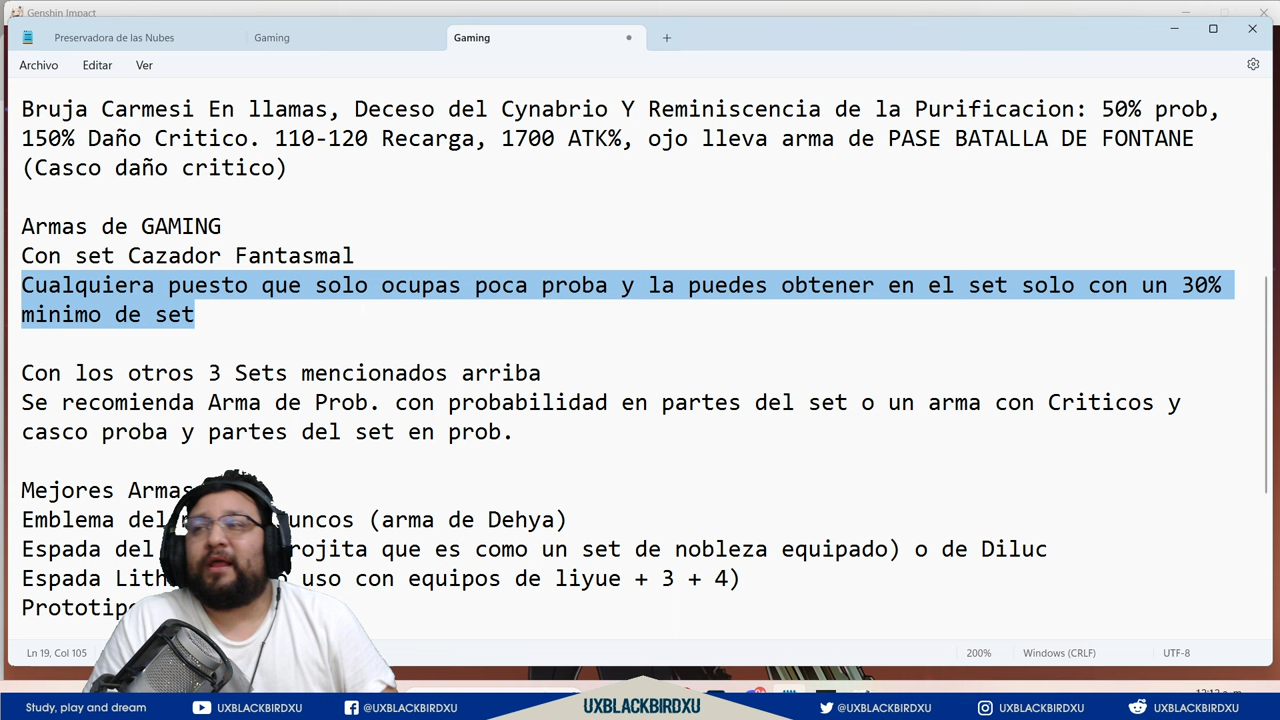 Genshin Impact
Preservadora de las Nubes
Gaming
Gaming
Archivo
Editar
Ver
Bruja Carmesi En llamas, Deceso del Cynabrio Y Reminiscencia de la Purificacion: 50% prob,
150% Daño Critico. 110-120 Recarga, 1700 ATK%, ojo lleva arma de PASE BATALLA DE FONTANE
(Casco daño critico)
Armas de GAMING
Con set Cazador Fantasmal
Cualquiera puesto que solo ocupas poca proba y la puedes obtener en el set solo con un 30%
minimo de set
Con los otros 3 Sets mencionados arriba
Se recomienda Arma de Prob. con probabilidad en partes del set o un arma con Criticos y
casco proba y partes del set en prob.
Mejores Armas
Emblema del uncos (arma de Dehya)
Espada del rojita que es como un set de nobleza equipado) o de Diluc
Espada Lith uso con equipos de liyue + 3 + 4)
Prototip
Ln 19, Col 105
200%
Windows (CRLF)
UTF-8
Study, play and dream
UXBLACKBIRDXU
@UXBLACKBIRDXU
UXBLACKBIRDXU
@UXBLACKBIRDXU
UXBLACKBIRDXU
UXBLACKBIRDXU